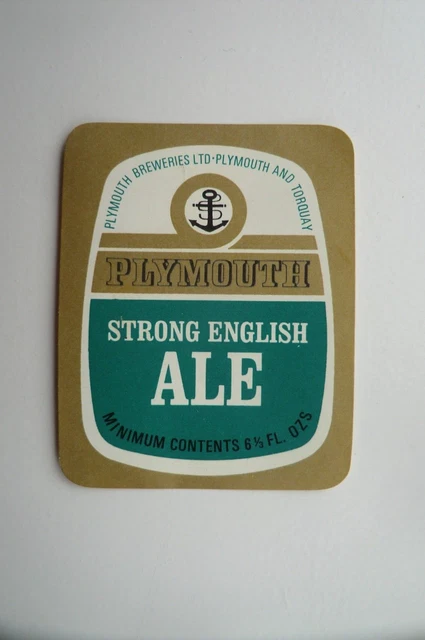 PLYMOUTH BREWERIES LTD·PLYMOUTH AND TORQUAY
PLYMOUTH
STRONG ENGLISH
ALE
MINIMUM CONTENTS 6⅔ FL. OZS